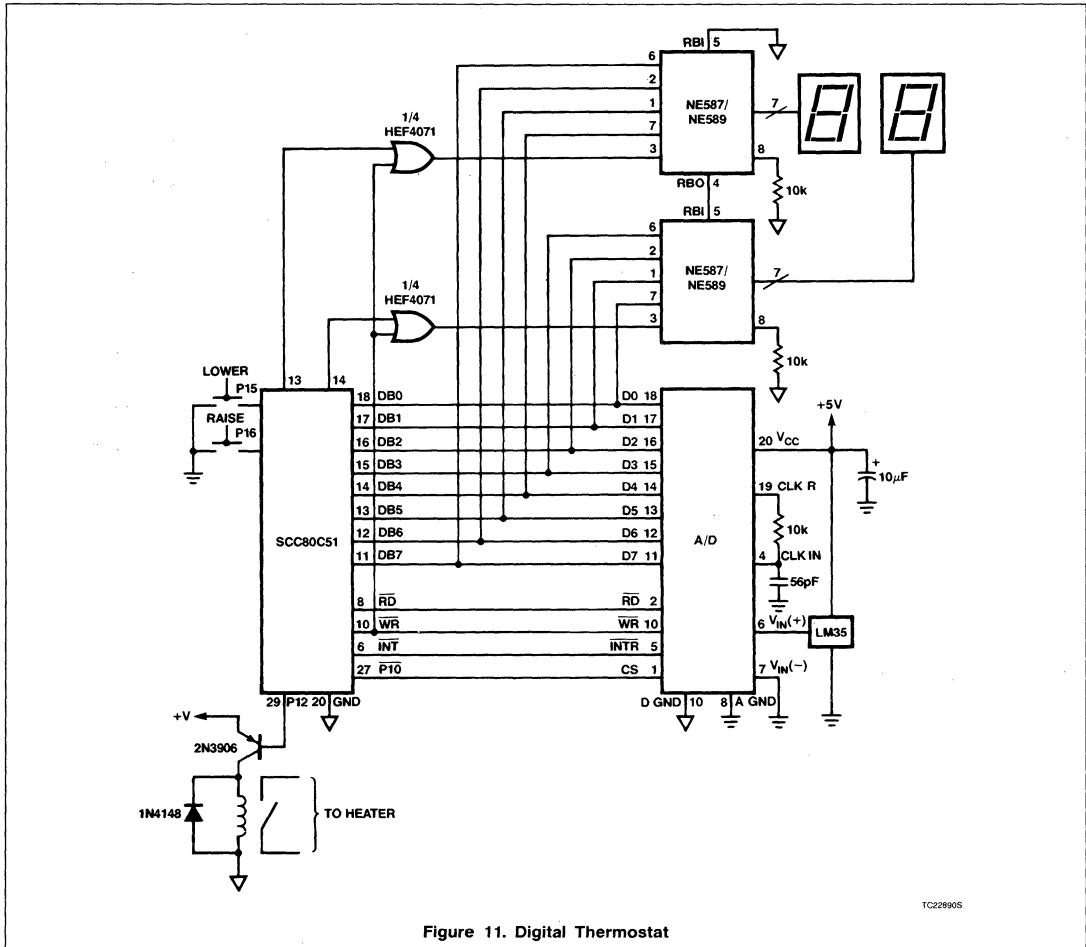 RBI 5
6
2
1
7
3
NE587/
NE589
7
8
10k
RBO 4
1/4
HEF4071
RBI 5
6
2
1
7
3
NE587/
NE589
7
8
10k
1/4
HEF4071
13 14
LOWER
P15
RAISE
P16
SCC80C51
18 DB0
17 DB1
16 DB2
15 DB3
14 DB4
13 DB5
12 DB6
11 DB7
8 RD
10 WR
6 INT
27 P10
29 P12 20 GND
D0 18
D1 17
D2 16
D3 15
D4 14
D5 13
D6 12
D7 11
RD 2
WR 10
INTR 5
CS 1
A/D
D GND 10 8 A GND
+5V
20 VCC
+
10µF
19 CLK R
10k
4 CLK IN
56pF
6 VIN(+)
LM35
7 VIN(−)
+V
2N3906
1N4148
TO HEATER
TC22890S
Figure 11. Digital Thermostat